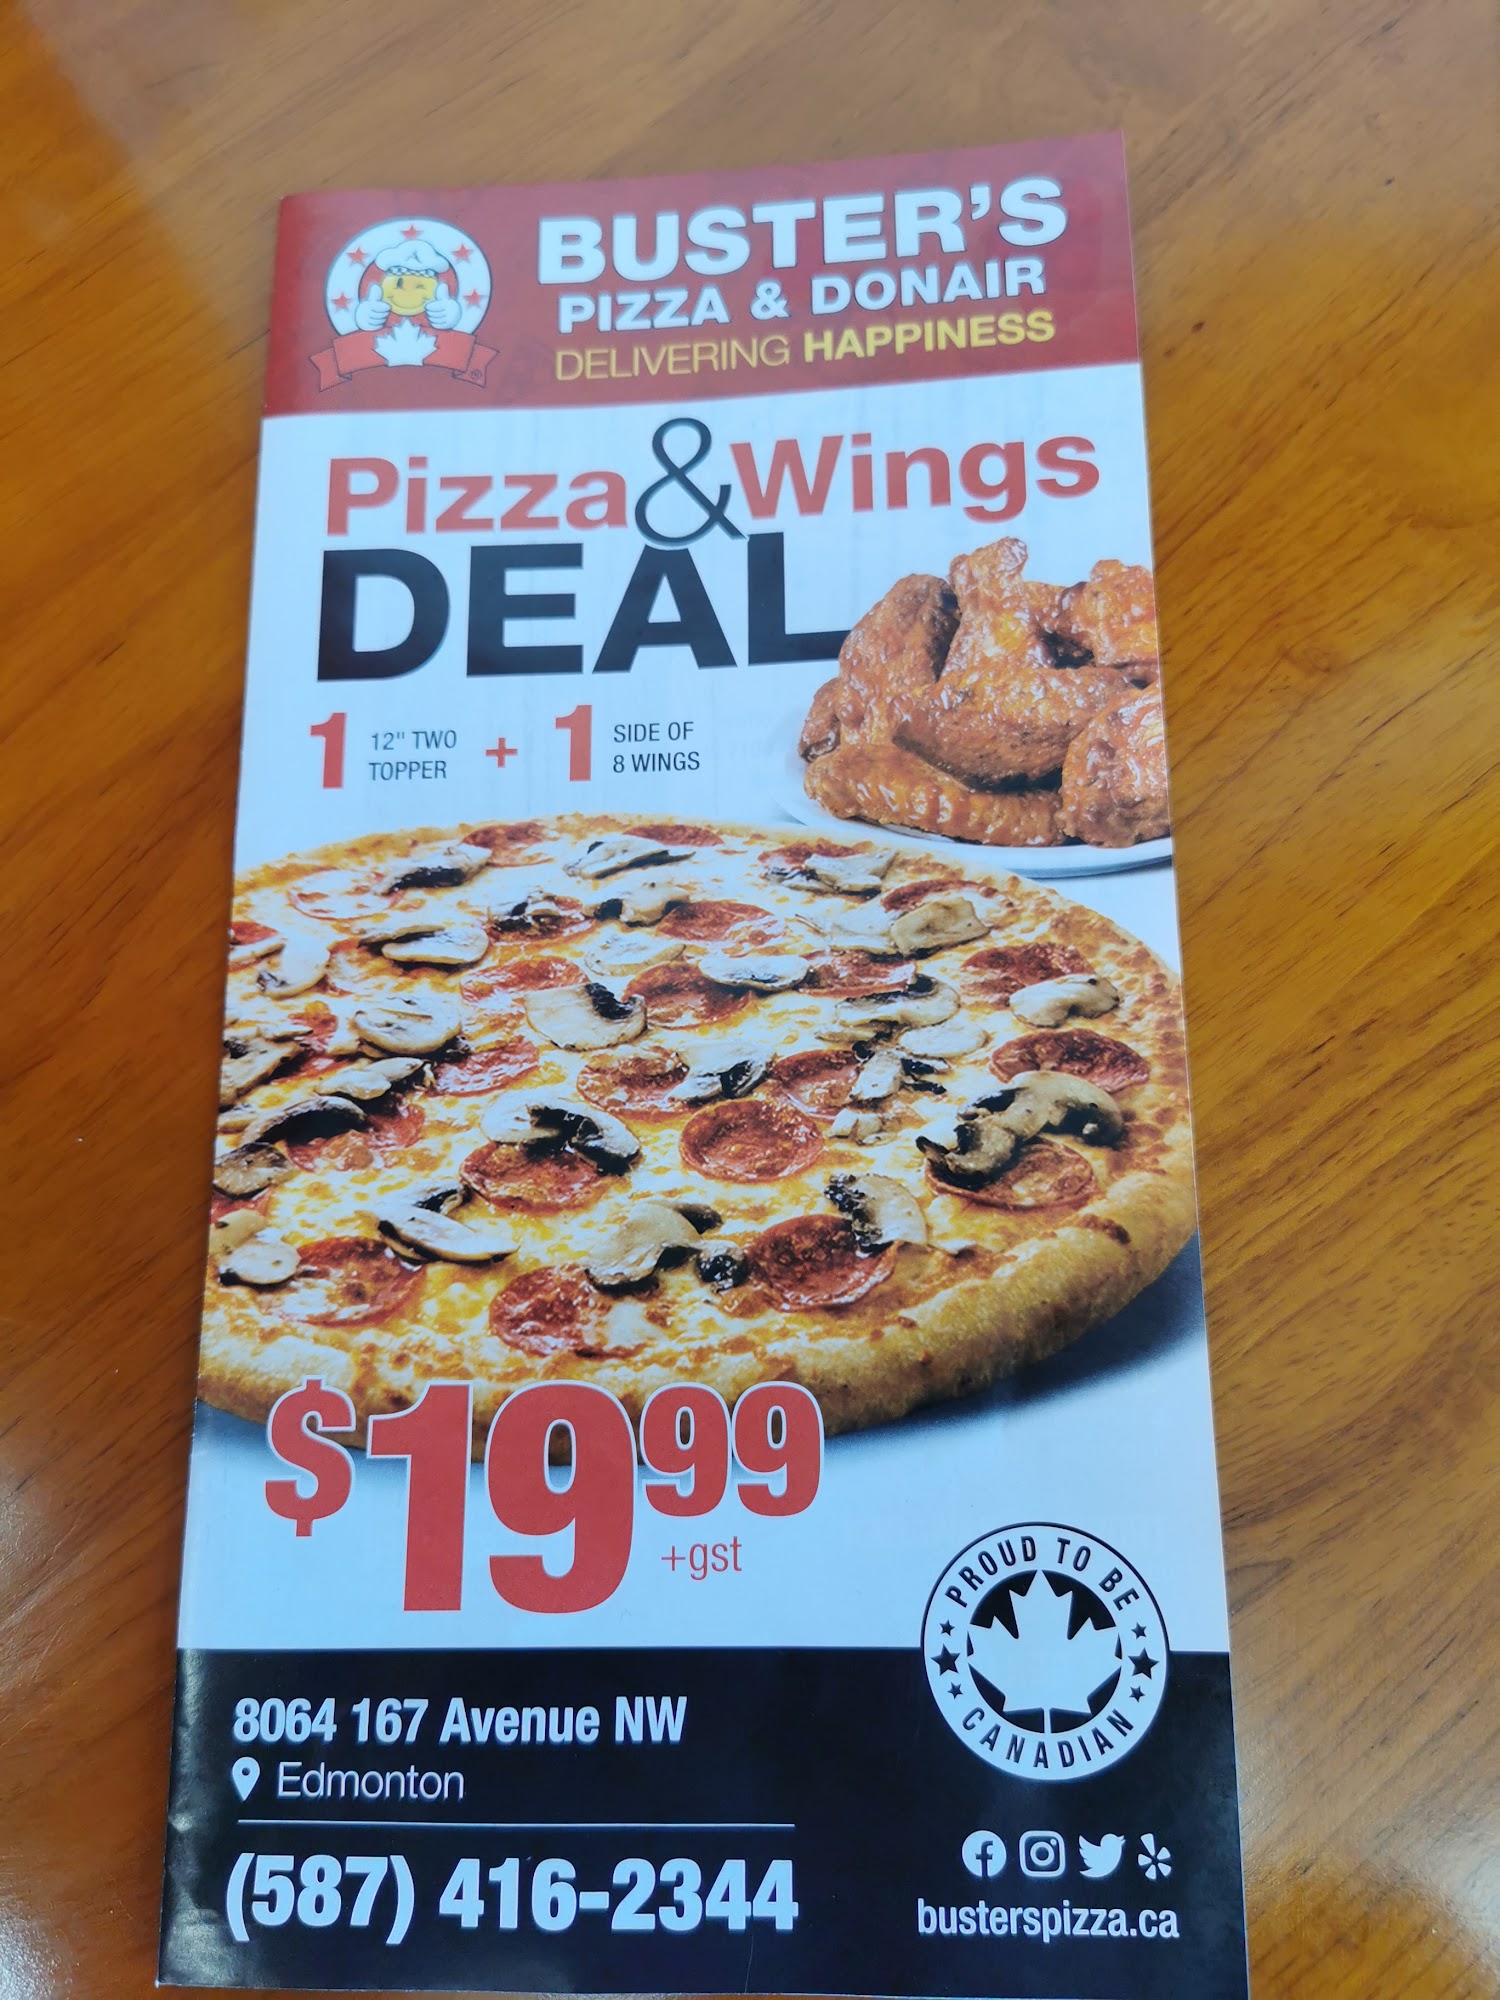 BUSTER'S
PIZZA & DONAIR
DELIVERING HAPPINESS
Pizza & Wings
DEAL
1 12" TWO TOPPER + 1 SIDE OF 8 WINGS
$19.99
+gst
PROUD TO BE
CANADIAN
8064 167 Avenue NW
Edmonton
(587) 416-2344
busterspizza.ca